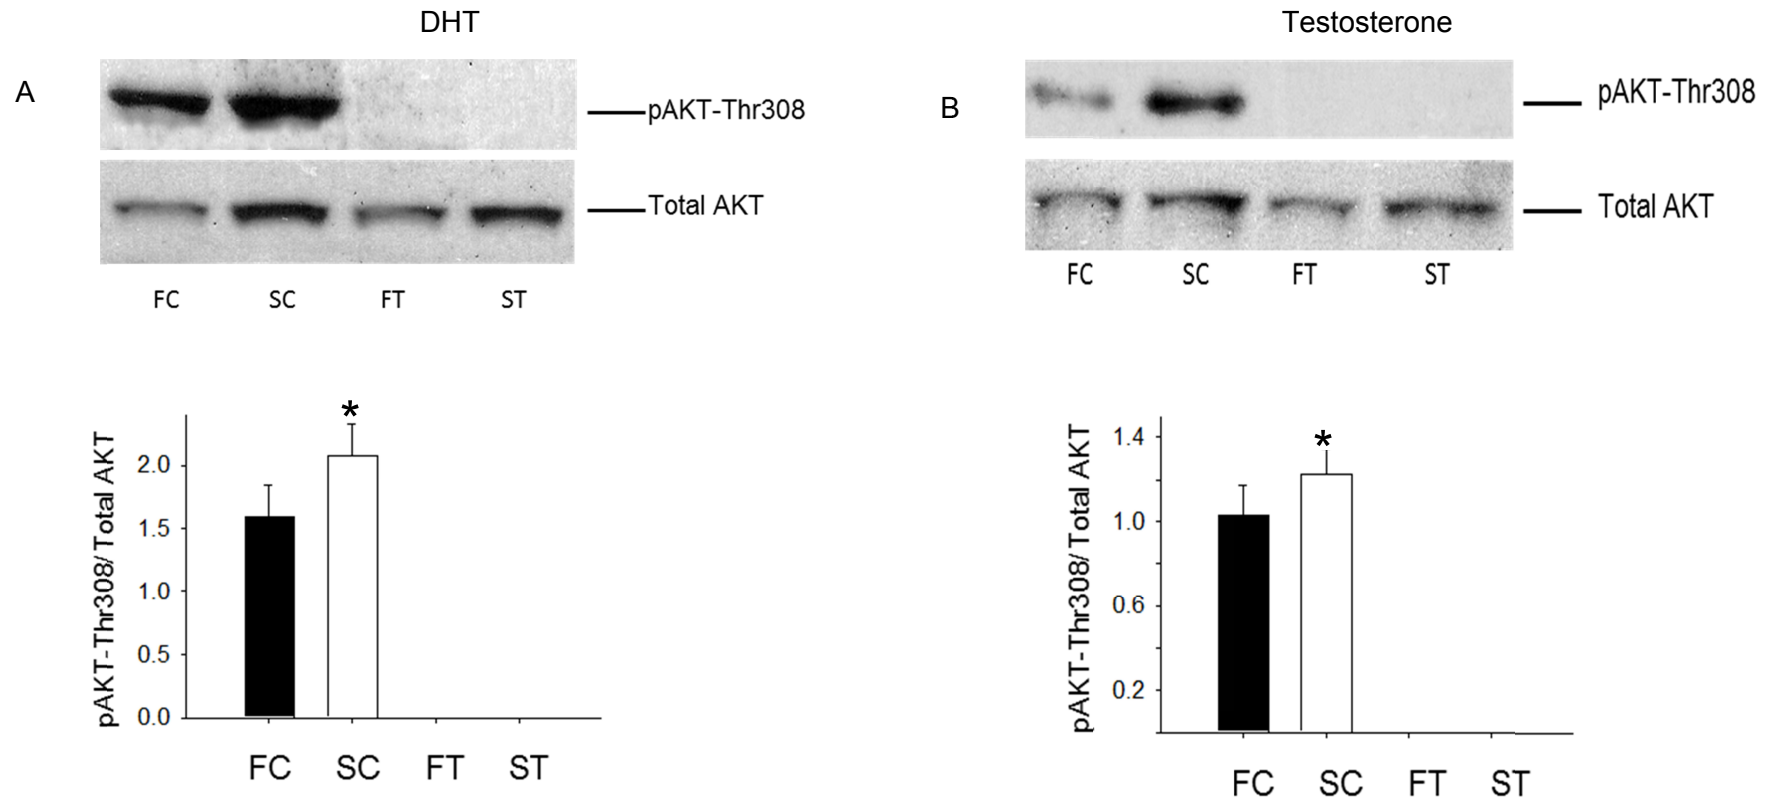 DHT
A
pAKT-Thr308
Total AKT
FC SC FT ST
*
pAKT-Thr308/ Total AKT
2.0
1.5
1.0
0.5
0.0
FC SC FT ST
Testosterone
B
pAKT-Thr308
Total AKT
FC SC FT ST
*
pAKT-Thr308/ Total AKT
1.4
1.0
0.6
0.2
FC SC FT ST